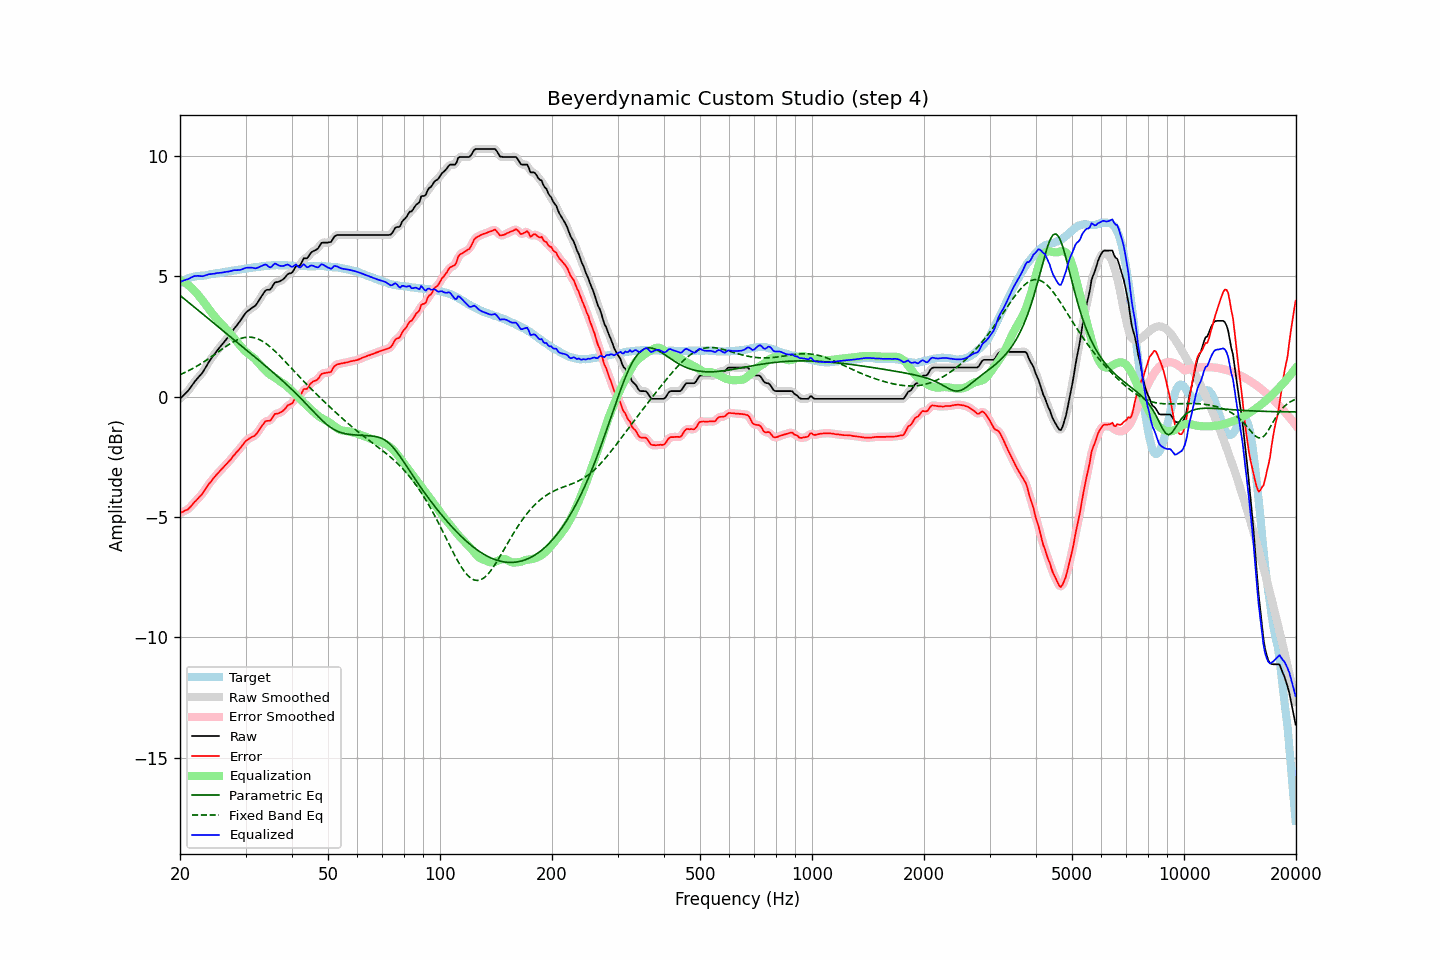 Beyerdynamic Custom Studio (step 4)
Amplitude (dBr)
10
5
0
−5
−10
−15
Target
Raw Smoothed
Error Smoothed
Raw
Error
Equalization
Parametric Eq
Fixed Band Eq
Equalized
20 50 100 200 500 1000 2000 5000 10000 20000
Frequency (Hz)